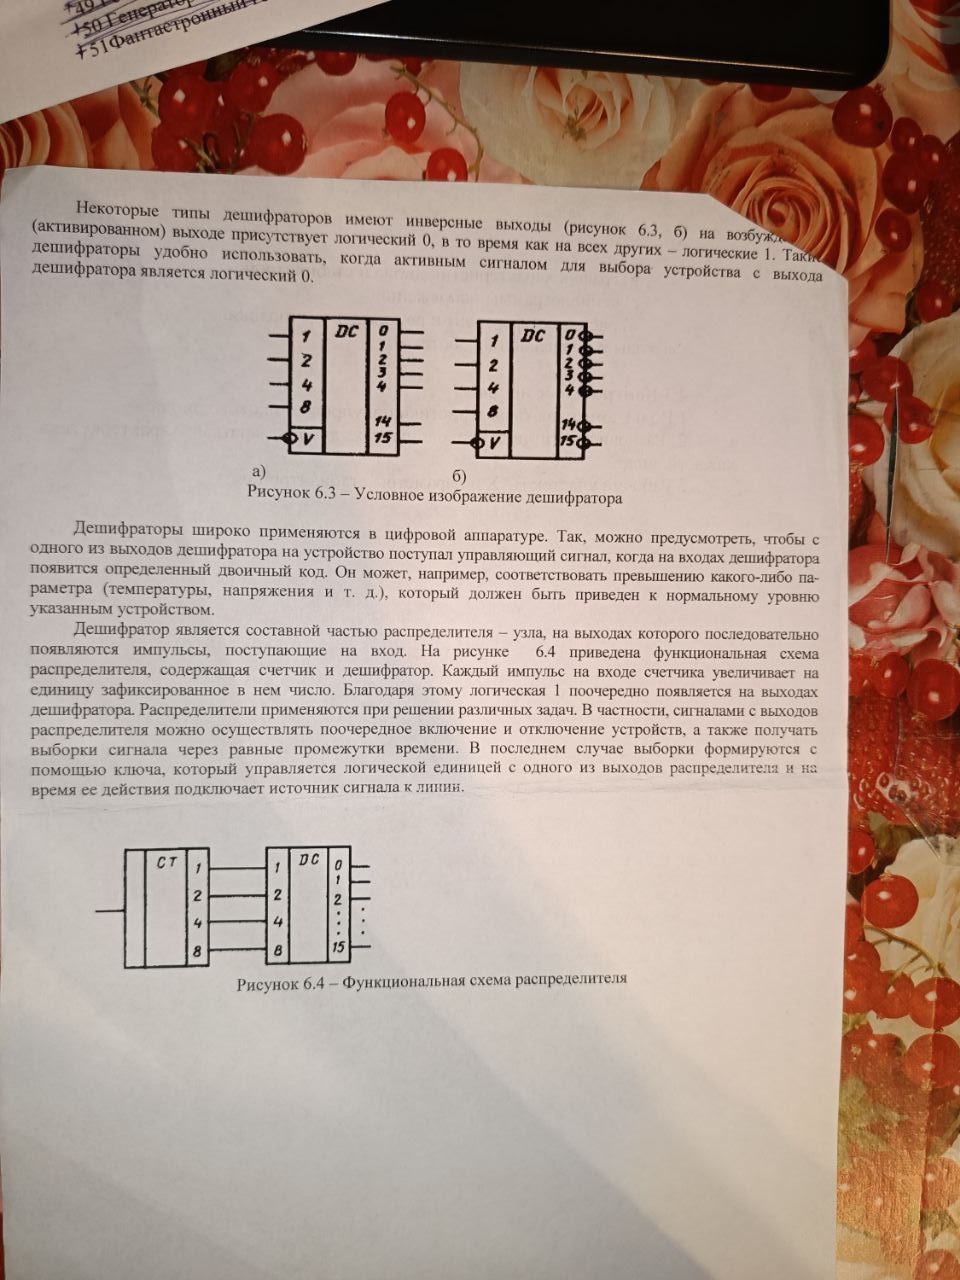 +49
+50 Генератор
+51Фантастронный
Некоторые типы дешифраторов имеют инверсные выходы (рисунок 6.3, б) на
(активированном) выходе присутствует логический 0, в то время как на всех других – логические 1. Такие
дешифраторы удобно использовать, когда активным сигналом для выбора устройства с выхода
дешифратора является логический 0.
1 DC 0
1
2 2
3
4 4
8
14
V 15
1 DC 0
1
2 2
3
4 4
8
14
V 15
а) б)
Рисунок 6.3 – Условное изображение дешифратора
Дешифраторы широко применяются в цифровой аппаратуре. Так, можно предусмотреть, чтобы с
одного из выходов дешифратора на устройство поступал управляющий сигнал, когда на входах дешифратора
появится определенный двоичный код. Он может, например, соответствовать превышению какого-либо па-
раметра (температуры, напряжения и т. д.), который должен быть приведен к нормальному уровню
указанным устройством.
Дешифратор является составной частью распределителя – узла, на выходах которого последовательно
появляются импульсы, поступающие на вход. На рисунке 6.4 приведена функциональная схема
распределителя, содержащая счетчик и дешифратор. Каждый импульс на входе счетчика увеличивает на
единицу зафиксированное в нем число. Благодаря этому логическая 1 поочередно появляется на выходах
дешифратора. Распределители применяются при решении различных задач. В частности, сигналами с выходов
распределителя можно осуществлять поочередное включение и отключение устройств, а также получать
выборки сигнала через равные промежутки времени. В последнем случае выборки формируются с
помощью ключа, который управляется логической единицей с одного из выходов распределителя и на
время ее действия подключает источник сигнала к линии.
CT 1 1 DC 0
1
2 2 2
4 4
8 8 15
Рисунок 6.4 – Функциональная схема распределителя